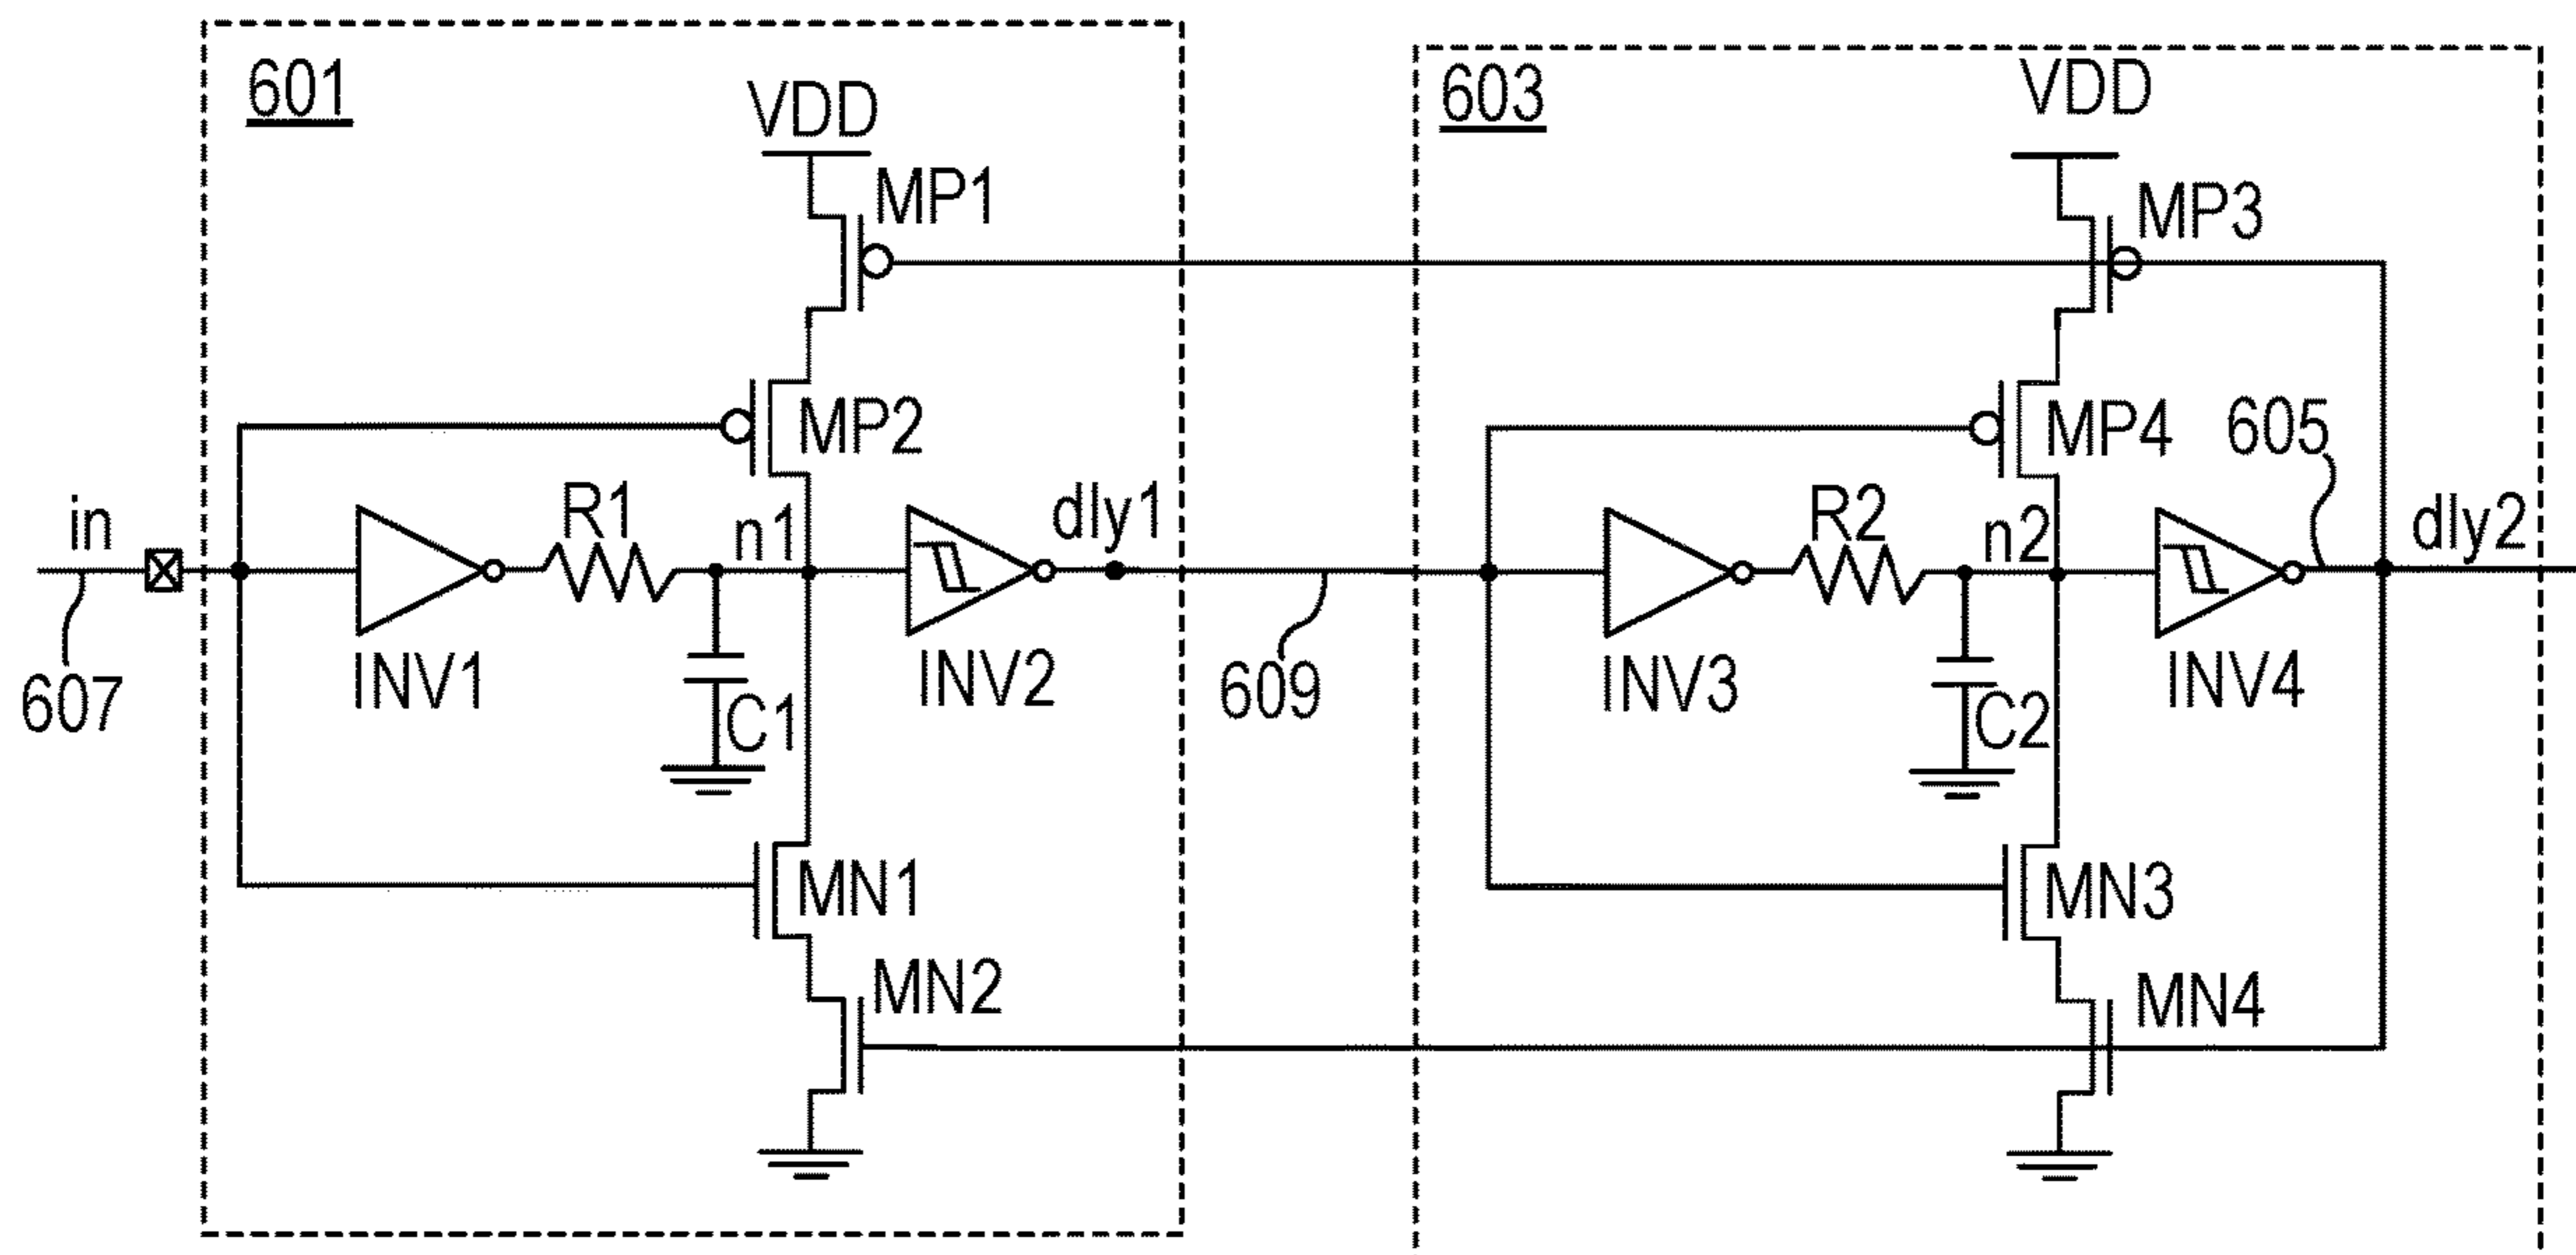 601
VDD
MP1
MP2
in
R1
n1
dly1
607
INV1
C1
INV2
609
MN1
MN2
603
VDD
MP3
MP4
605
R2
n2
dly2
INV3
C2
INV4
MN3
MN4